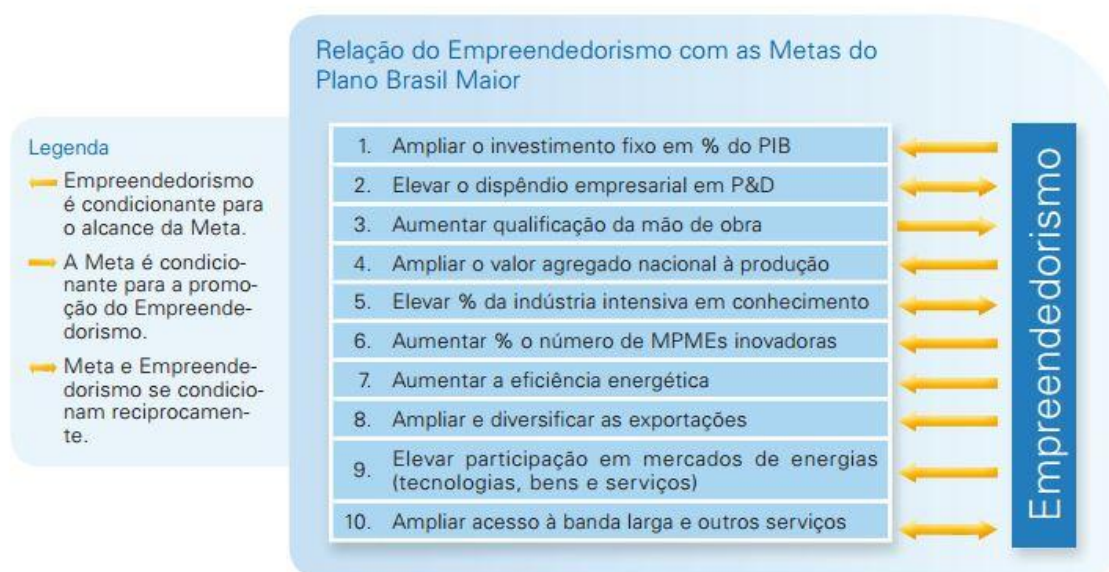 Relação do Empreendedorismo com as Metas do
Plano Brasil Maior
Legenda
Empreendedorismo
é condicionante para
o alcance da Meta.
A Meta é condicio-
nante para a promo-
ção do Empreende-
dorismo.
Meta e Empreende-
dorismo se condicio-
nam reciprocamen-
te.
1. Ampliar o investimento fixo em % do PIB
2. Elevar o dispêndio empresarial em P&D
3. Aumentar qualificação da mão de obra
4. Ampliar o valor agregado nacional à produção
5. Elevar % da indústria intensiva em conhecimento
6. Aumentar % o número de MPMEs inovadoras
7. Aumentar a eficiência energética
8. Ampliar e diversificar as exportações
9. Elevar participação em mercados de energias
(tecnologias, bens e serviços)
10. Ampliar acesso à banda larga e outros serviços
Empreendedorismo